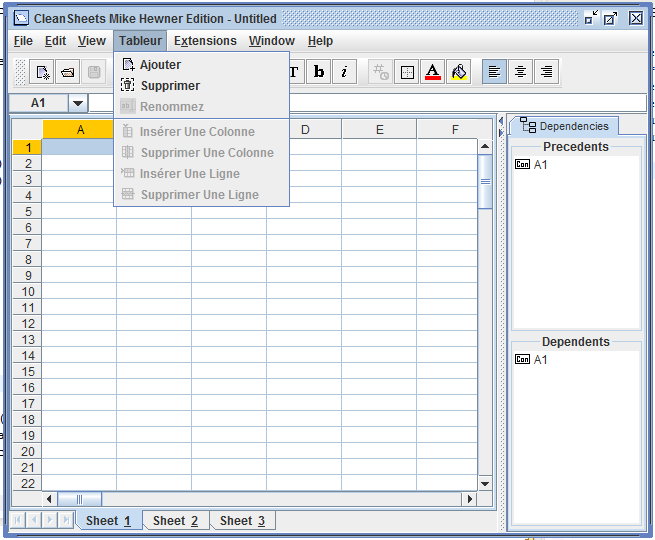 CleanSheets Mike Hewner Edition - Untitled
File Edit View Tableur Extensions Window Help
Ajouter
Supprimer
Renommez
Insérer Une Colonne
Supprimer Une Colonne
Insérer Une Ligne
Supprimer Une Ligne
T b i A
A1
A D E F
1
2
3
4
5
6
7
8
9
10
11
12
13
14
15
16
17
18
19
20
21
22
Sheet 1 Sheet 2 Sheet 3
Dependencies
Precedents
Con A1
Dependents
Con A1